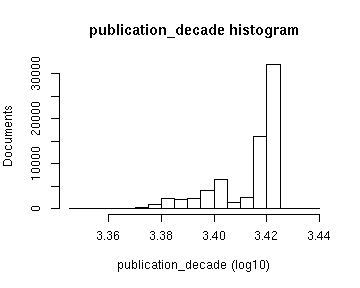 publication_decade histogram
Documents
30000
20000
10000
0
3.36 3.38 3.40 3.42 3.44
publication_decade (log10)